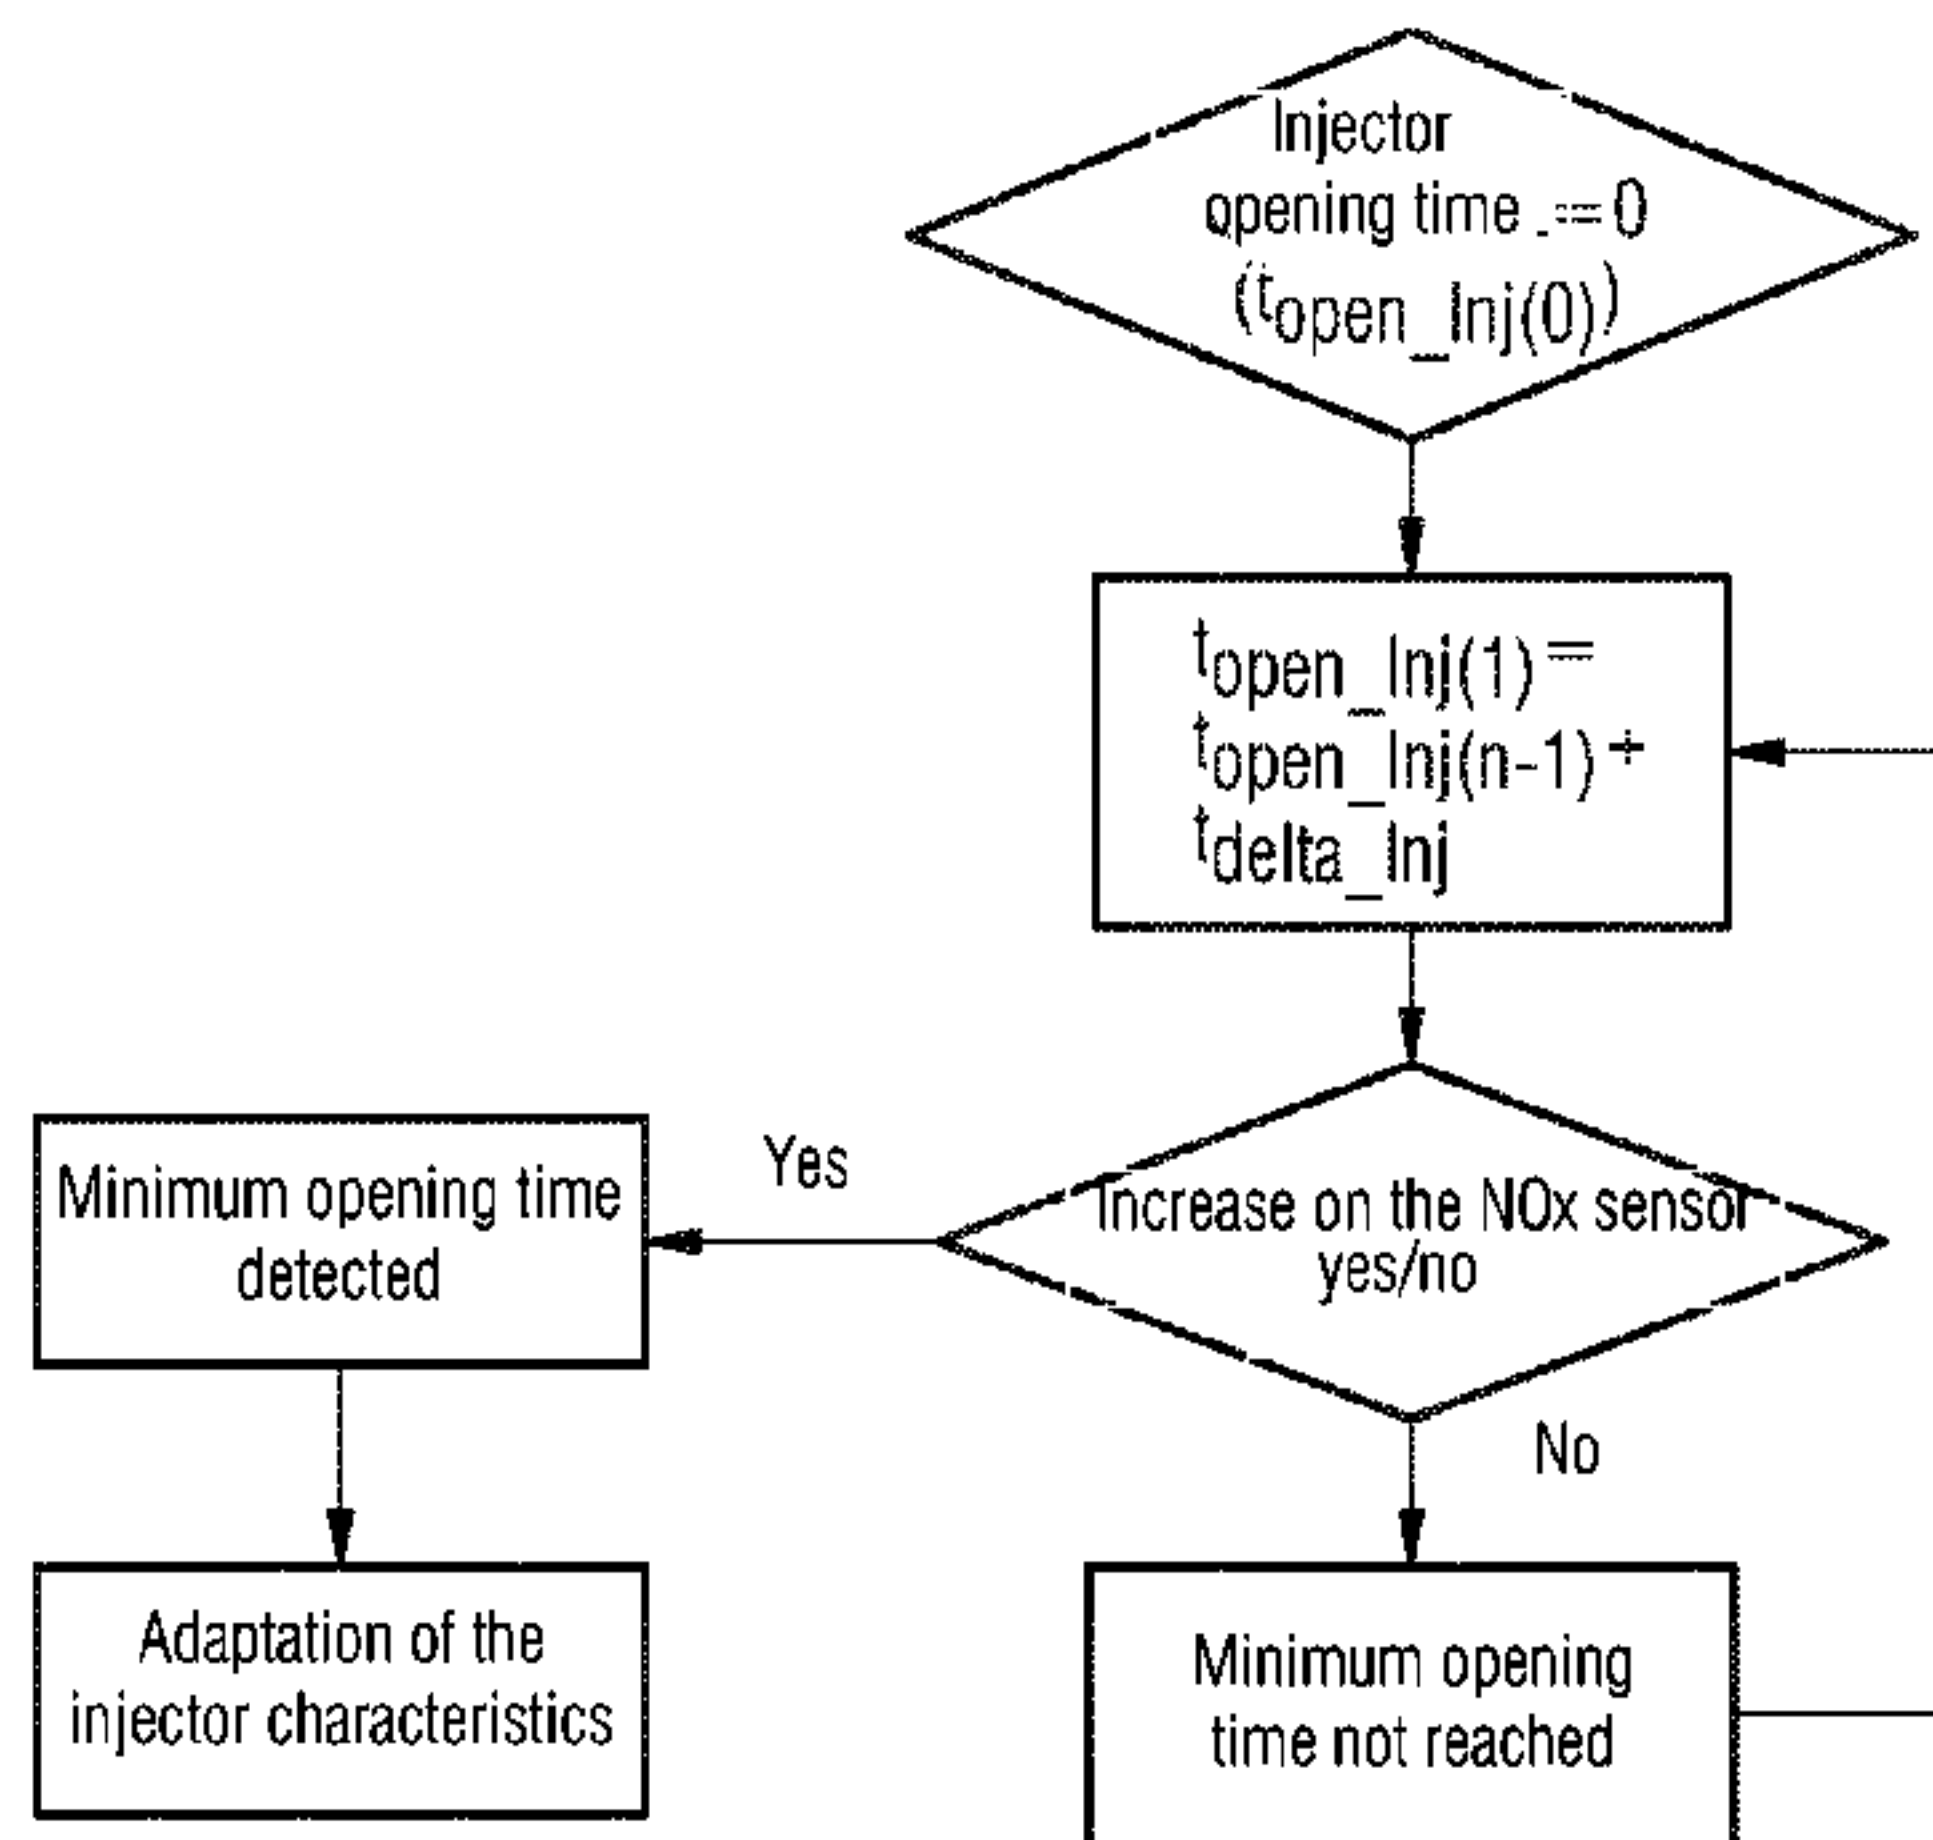 Injector
opening time := 0
(topen_Inj(0))
topen_Inj(1) =
topen_Inj(n-1) +
tdelta_Inj
Yes
Increase on the NOx sensor
yes/no
Minimum opening time
detected
No
Adaptation of the
injector characteristics
Minimum opening
time not reached